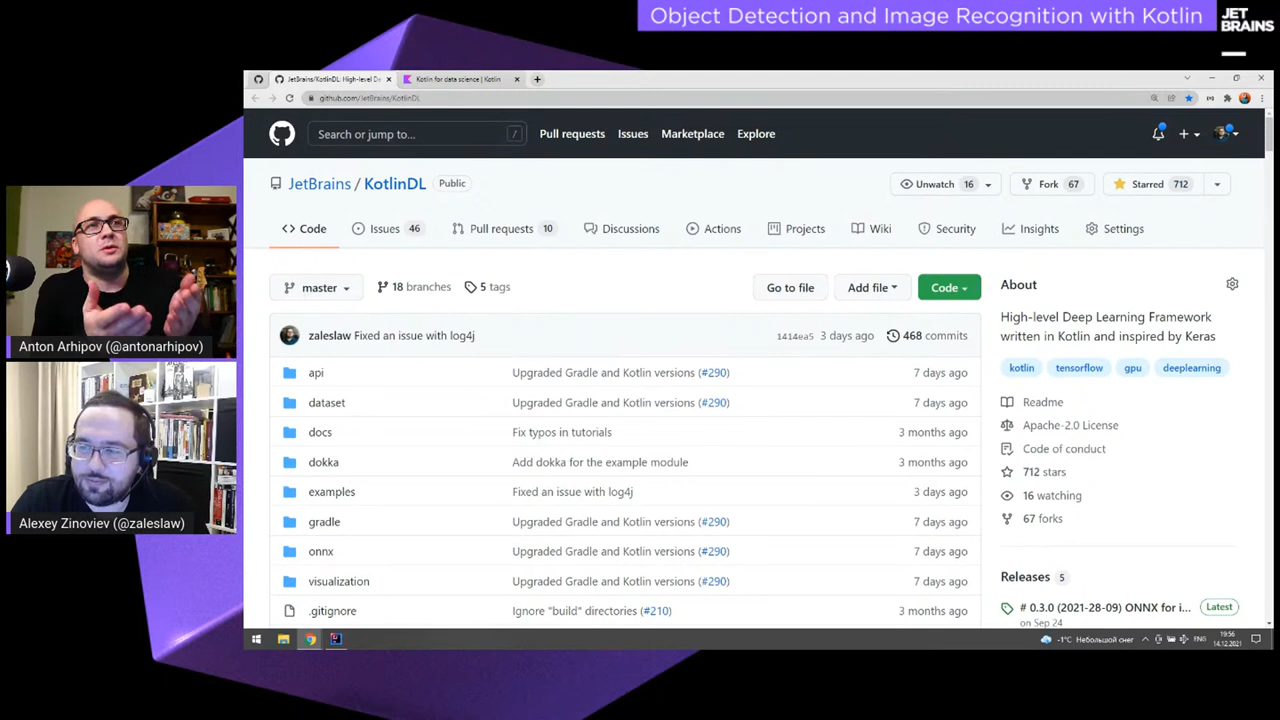 Object Detection and Image Recognition with Kotlin
JET
BRAINS
JetBrains/KotlinDL: High-level De
Kotlin for data science | Kotlin
github.com/JetBrains/KotlinDL
Search or jump to...
/
Pull requests
Issues
Marketplace
Explore
JetBrains / KotlinDL
Public
Unwatch 16
Fork 67
Starred 712
Code
Issues 46
Pull requests 10
Discussions
Actions
Projects
Wiki
Security
Insights
Settings
master
18 branches
5 tags
Go to file
Add file
Code
zaleslaw Fixed an issue with log4j
1414ea5 3 days ago
468 commits
api Upgraded Gradle and Kotlin versions (#290) 7 days ago
dataset Upgraded Gradle and Kotlin versions (#290) 7 days ago
docs Fix typos in tutorials 3 months ago
dokka Add dokka for the example module 3 months ago
examples Fixed an issue with log4j 3 days ago
gradle Upgraded Gradle and Kotlin versions (#290) 7 days ago
onnx Upgraded Gradle and Kotlin versions (#290) 7 days ago
visualization Upgraded Gradle and Kotlin versions (#290) 7 days ago
.gitignore Ignore "build" directories (#210) 3 months ago
About
High-level Deep Learning Framework
written in Kotlin and inspired by Keras
kotlin tensorflow gpu deeplearning
Readme
Apache-2.0 License
Code of conduct
712 stars
16 watching
67 forks
Releases 5
# 0.3.0 (2021-28-09) ONNX for i... Latest
on Sep 24
Anton Arhipov (@antonarhipov)
Alexey Zinoviev (@zaleslaw)
-1°C Небольшой снег
ENG
19:56
14.12.2021